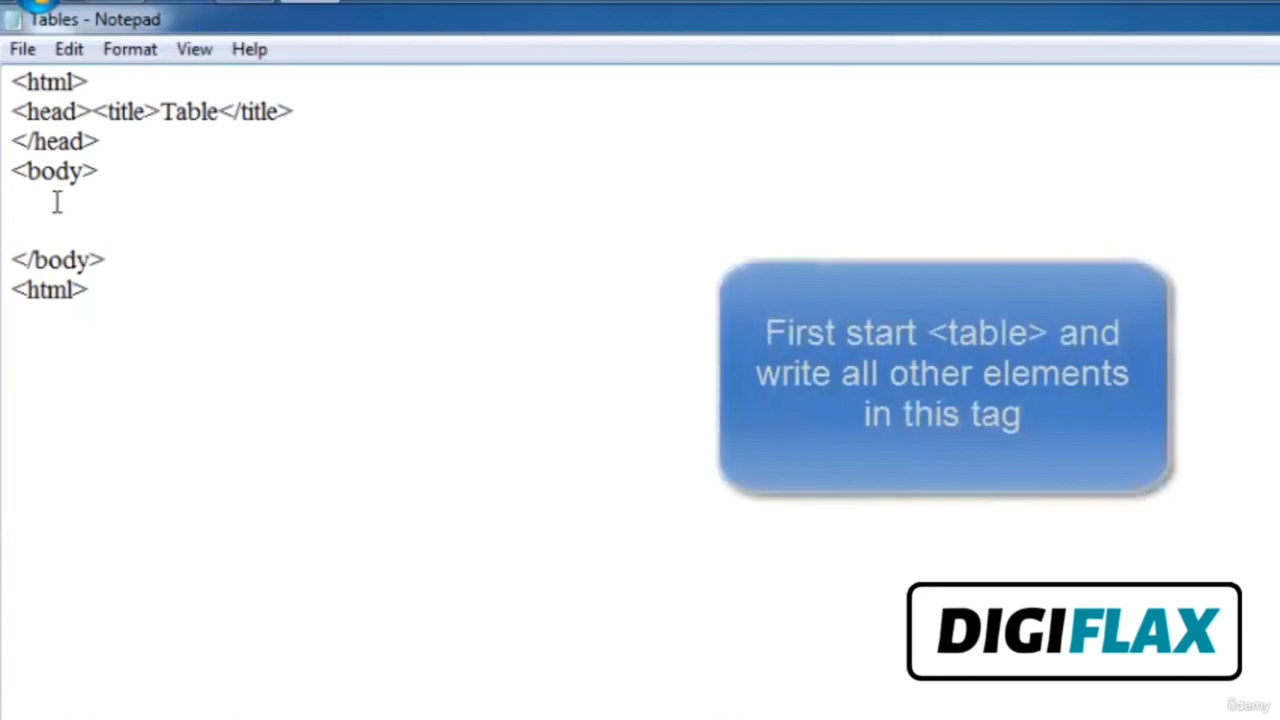 Tables - Notepad
File Edit Format View Help
<html>
<head><title>Table</title>
</head>
<body>
</body>
<html>
First start <table> and
write all other elements
in this tag
DIGIFLAX
ûdemy